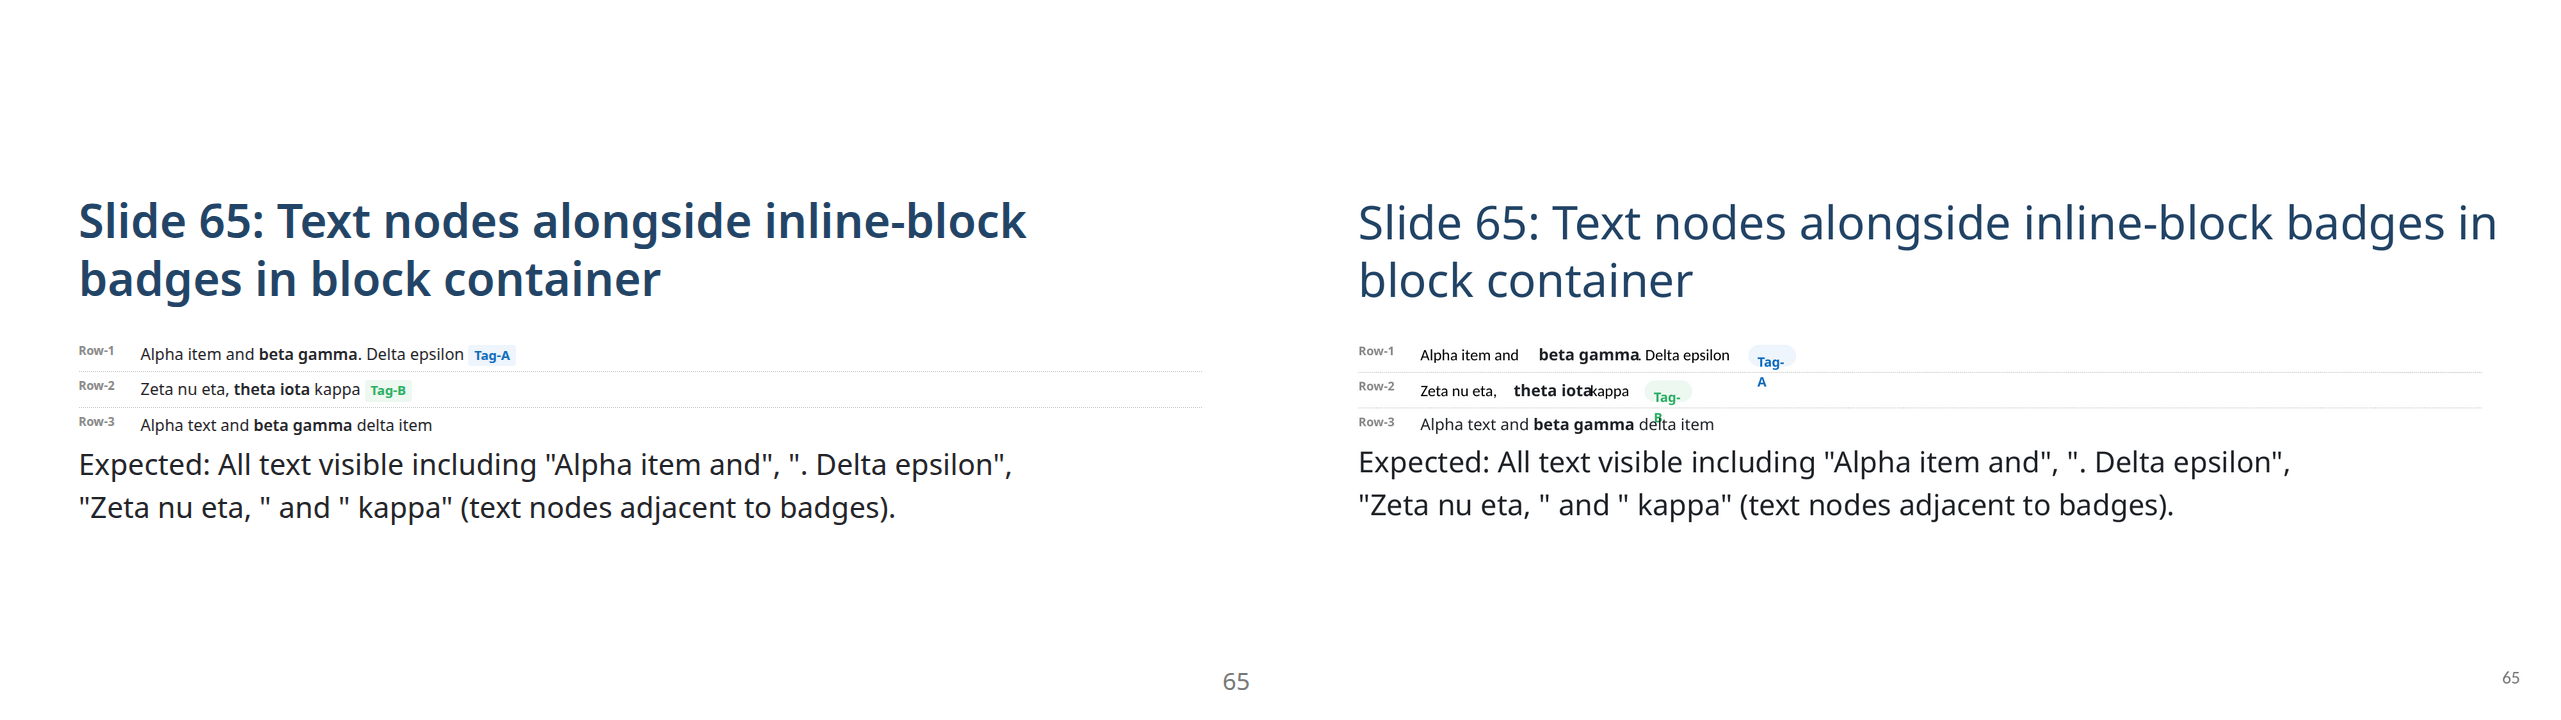 Slide 65: Text nodes alongside inline-block
badges in block container
Row-1 Alpha item and beta gamma. Delta epsilon Tag-A
Row-2 Zeta nu eta, theta iota kappa Tag-B
Row-3 Alpha text and beta gamma delta item
Expected: All text visible including "Alpha item and", ". Delta epsilon",
"Zeta nu eta, " and " kappa" (text nodes adjacent to badges).
65
Slide 65: Text nodes alongside inline-block badges in
block container
Row-1 Alpha item and beta gamma. Delta epsilon Tag-
A
Row-2 Zeta nu eta, theta iota kappa Tag-
B
Row-3 Alpha text and beta gamma delta item
Expected: All text visible including "Alpha item and", ". Delta epsilon",
"Zeta nu eta, " and " kappa" (text nodes adjacent to badges).
65